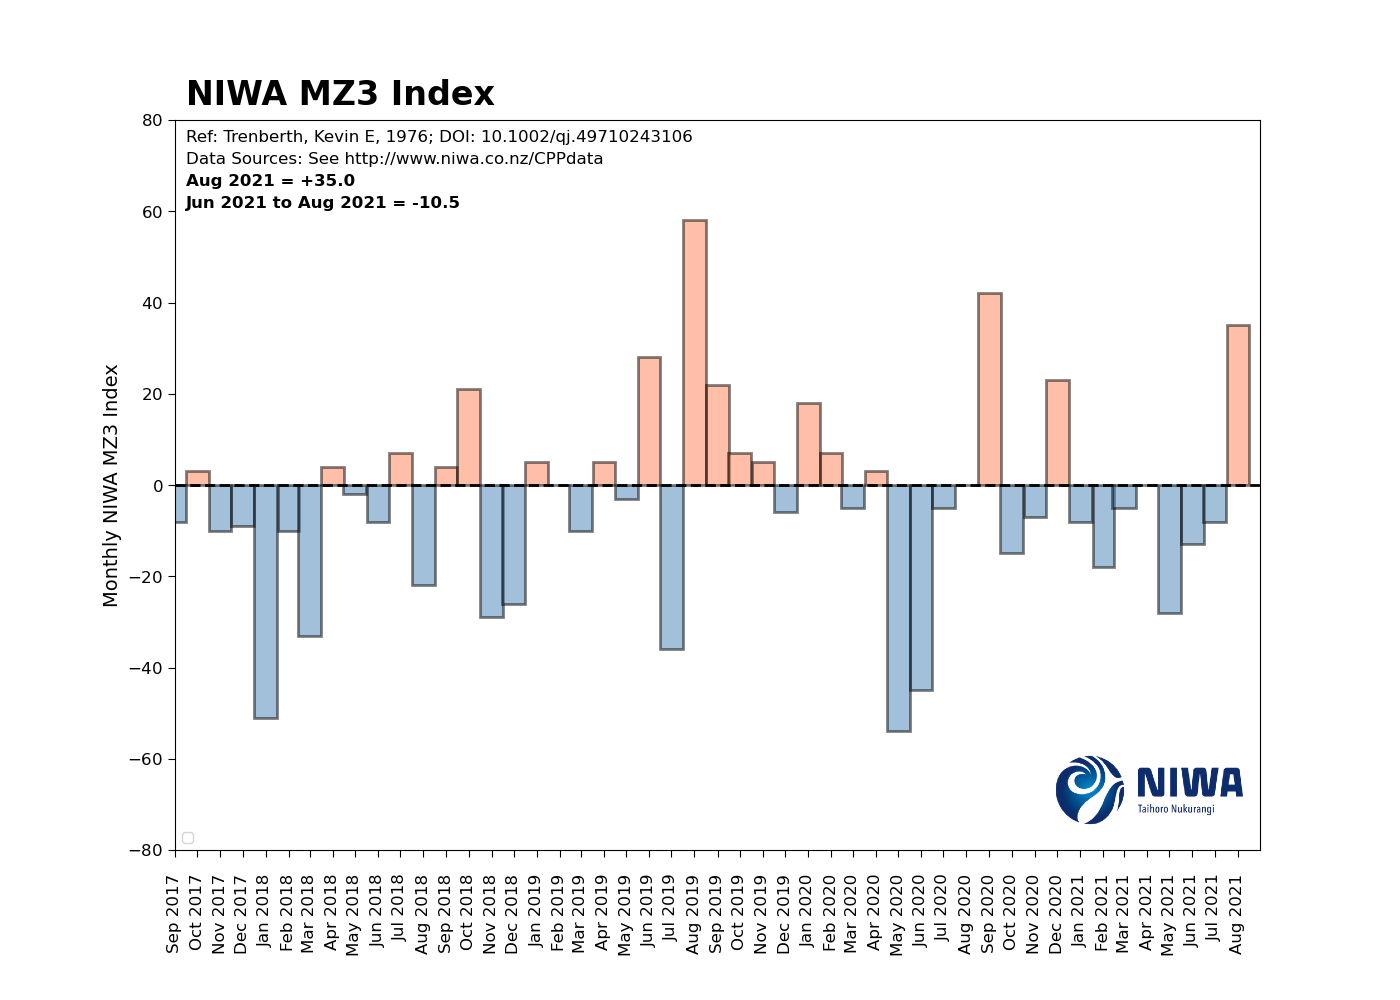 NIWA MZ3 Index
Ref: Trenberth, Kevin E, 1976; DOI: 10.1002/qj.49710243106
Data Sources: See http://www.niwa.co.nz/CPPdata
Aug 2021 = +35.0
Jun 2021 to Aug 2021 = -10.5
Monthly NIWA MZ3 Index
80
60
40
20
0
−20
−40
−60
−80
NIWA
Taihoro Nukurangi
Sep 2017
Oct 2017
Nov 2017
Dec 2017
Jan 2018
Feb 2018
Mar 2018
Apr 2018
May 2018
Jun 2018
Jul 2018
Aug 2018
Sep 2018
Oct 2018
Nov 2018
Dec 2018
Jan 2019
Feb 2019
Mar 2019
Apr 2019
May 2019
Jun 2019
Jul 2019
Aug 2019
Sep 2019
Oct 2019
Nov 2019
Dec 2019
Jan 2020
Feb 2020
Mar 2020
Apr 2020
May 2020
Jun 2020
Jul 2020
Aug 2020
Sep 2020
Oct 2020
Nov 2020
Dec 2020
Jan 2021
Feb 2021
Mar 2021
Apr 2021
May 2021
Jun 2021
Jul 2021
Aug 2021